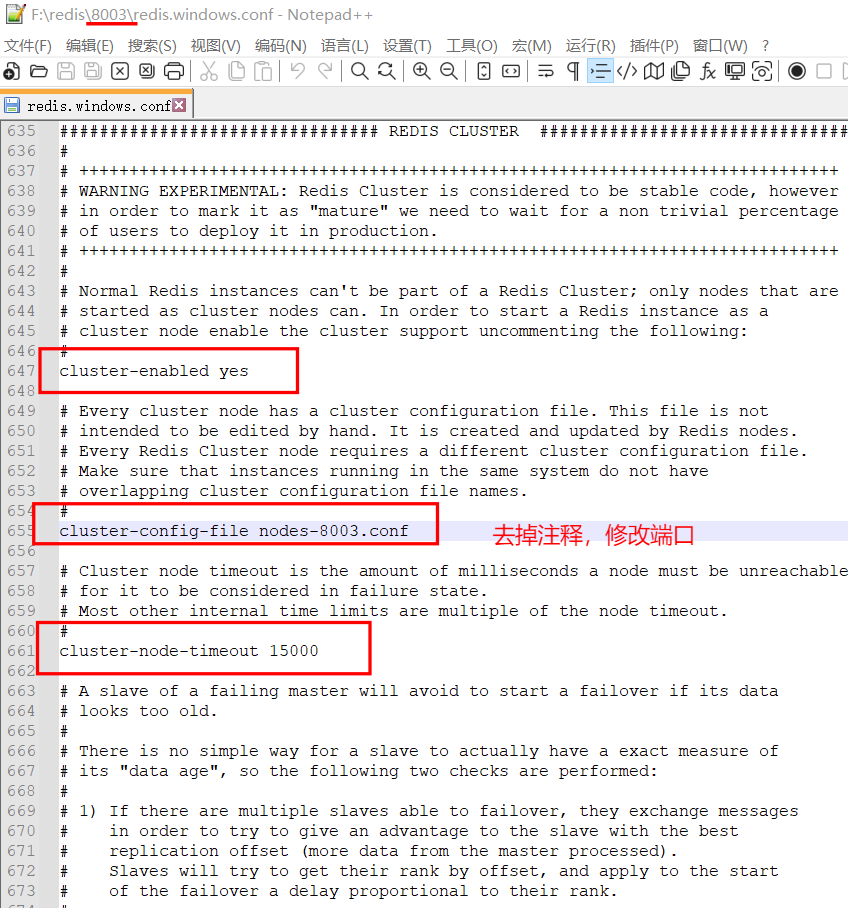 F:\redis\8003\redis.windows.conf - Notepad++
文件(F) 编辑(E) 搜索(S) 视图(V) 编码(N) 语言(L) 设置(T) 工具(O) 宏(M) 运行(R) 插件(P) 窗口(W) ?
redis.windows.conf
635 ################################ REDIS CLUSTER ###############################
636 #
637 # ++++++++++++++++++++++++++++++++++++++++++++++++++++++++++++++++++++++++++++
638 # WARNING EXPERIMENTAL: Redis Cluster is considered to be stable code, however
639 # in order to mark it as "mature" we need to wait for a non trivial percentage
640 # of users to deploy it in production.
641 # ++++++++++++++++++++++++++++++++++++++++++++++++++++++++++++++++++++++++++++
642 #
643 # Normal Redis instances can't be part of a Redis Cluster; only nodes that are
644 # started as cluster nodes can. In order to start a Redis instance as a
645 # cluster node enable the cluster support uncommenting the following:
646 #
647 cluster-enabled yes
648
649 # Every cluster node has a cluster configuration file. This file is not
650 # intended to be edited by hand. It is created and updated by Redis nodes.
651 # Every Redis Cluster node requires a different cluster configuration file.
652 # Make sure that instances running in the same system do not have
653 # overlapping cluster configuration file names.
654 #
655 cluster-config-file nodes-8003.conf 去掉注释，修改端口
656
657 # Cluster node timeout is the amount of milliseconds a node must be unreachable
658 # for it to be considered in failure state.
659 # Most other internal time limits are multiple of the node timeout.
660 #
661 cluster-node-timeout 15000
662
663 # A slave of a failing master will avoid to start a failover if its data
664 # looks too old.
665 #
666 # There is no simple way for a slave to actually have a exact measure of
667 # its "data age", so the following two checks are performed:
668 #
669 # 1) If there are multiple slaves able to failover, they exchange messages
670 # in order to try to give an advantage to the slave with the best
671 # replication offset (more data from the master processed).
672 # Slaves will try to get their rank by offset, and apply to the start
673 # of the failover a delay proportional to their rank.